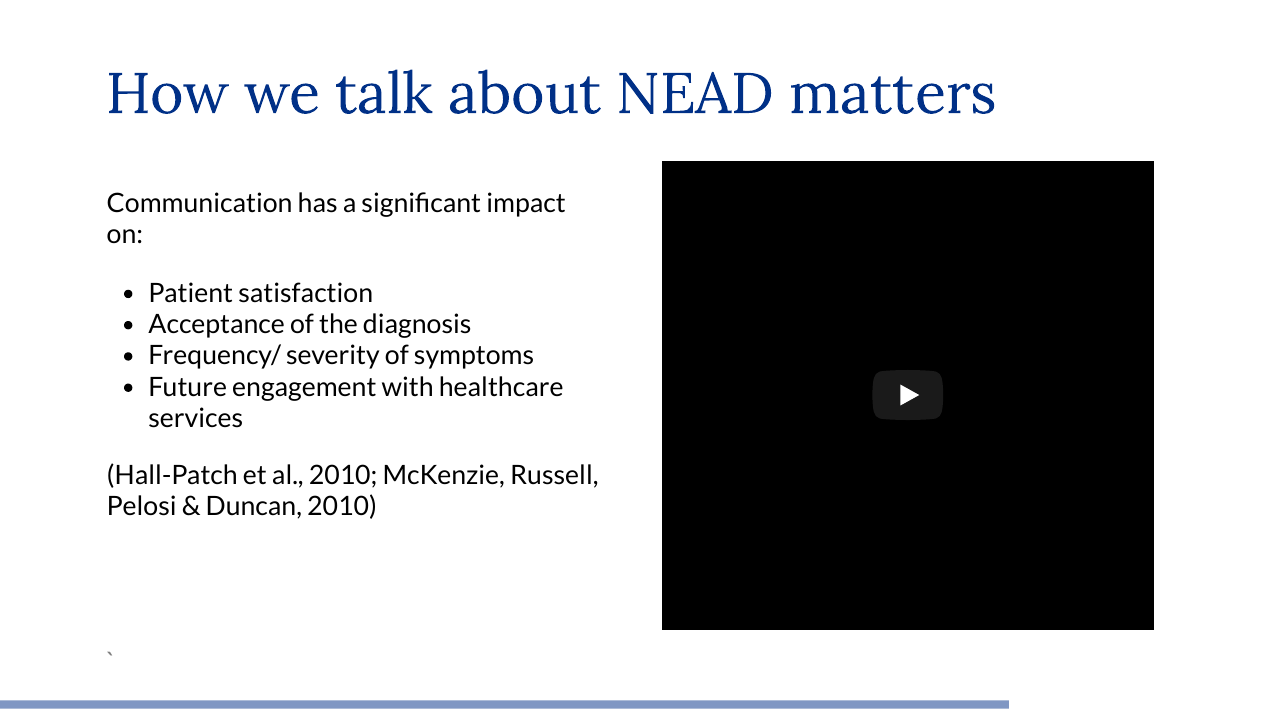 How we talk about NEAD matters
Communication has a significant impact
on:
• Patient satisfaction
• Acceptance of the diagnosis
• Frequency/ severity of symptoms
• Future engagement with healthcare
services
(Hall-Patch et al., 2010; McKenzie, Russell,
Pelosi & Duncan, 2010)
`